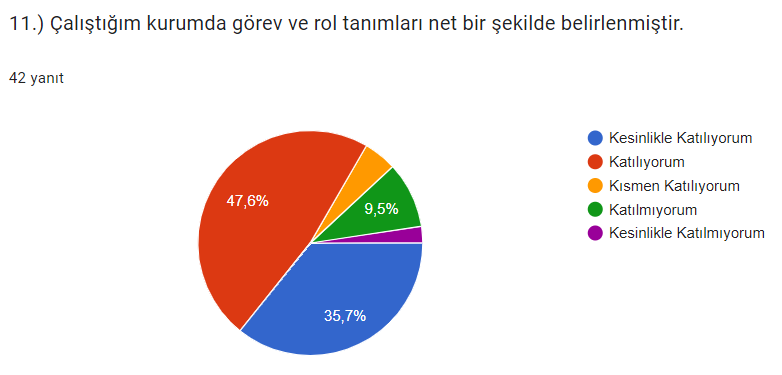 11.) Çalıştığım kurumda görev ve rol tanımları net bir şekilde belirlenmiştir.
42 yanıt
Kesinlikle Katılıyorum
Katılıyorum
Kısmen Katılıyorum
Katılmıyorum
Kesinlikle Katılmıyorum
47,6%
9,5%
35,7%